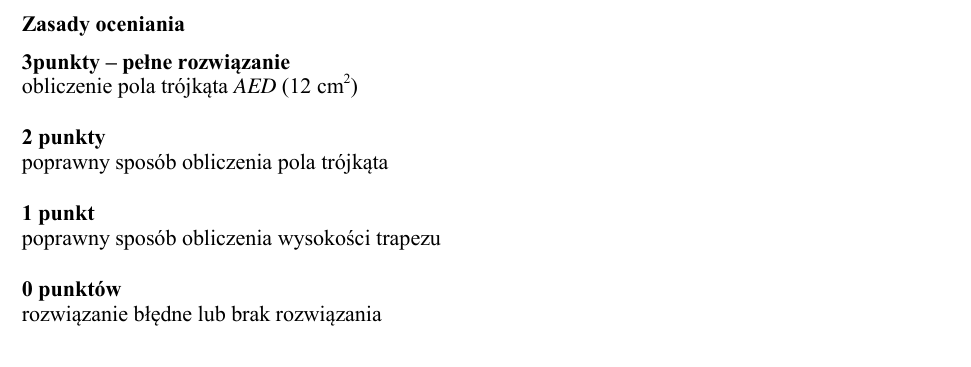 Zasady oceniania
3punkty – pełne rozwiązanie
obliczenie pola trójkąta AED (12 cm²)
2 punkty
poprawny sposób obliczenia pola trójkąta
1 punkt
poprawny sposób obliczenia wysokości trapezu
0 punktów
rozwiązanie błędne lub brak rozwiązania